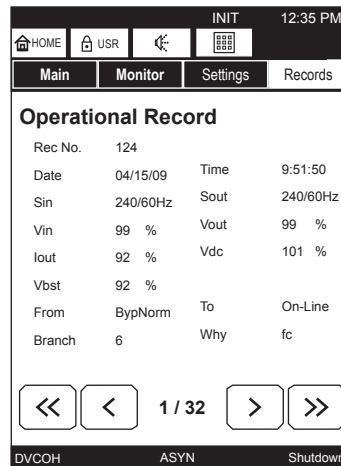 INIT 12:35 PM
HOME USR
Main Monitor Settings Records
Operational Record
Rec No. 124
Date 04/15/09 Time 9:51:50
Sin 240/60Hz Sout 240/60Hz
Vin 99 % Vout 99 %
Iout 92 % Vdc 101 %
Vbst 92 %
From BypNorm To On-Line
Branch 6 Why fc
1 / 32
DVCOH ASYN Shutdown